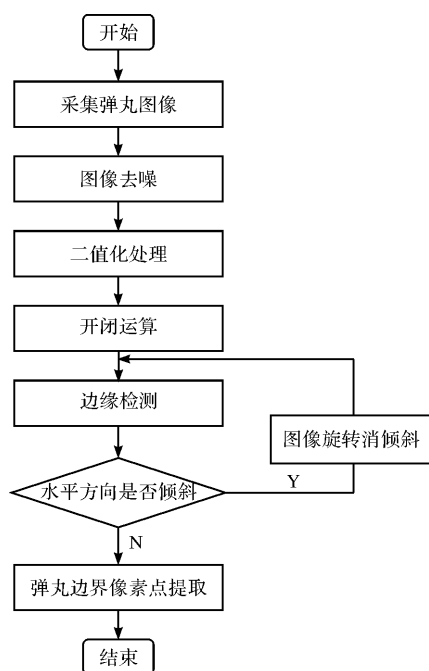 开始
采集弹丸图像
图像去噪
二值化处理
开闭运算
边缘检测
图像旋转消倾斜
水平方向是否倾斜
Y
N
弹丸边界像素点提取
结束